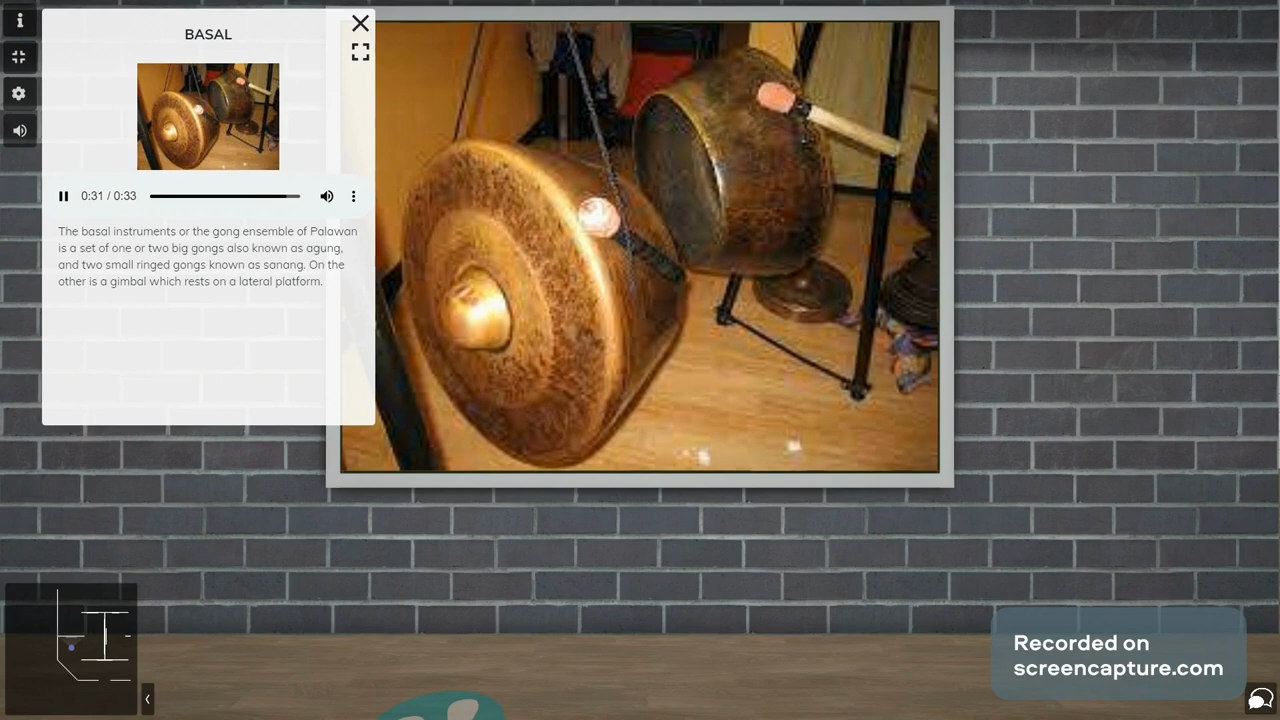 BASAL
0:31 / 0:33
The basal instruments or the gong ensemble of Palawan
is a set of one or two big gongs also known as agung,
and two small ringed gongs known as sanang. On the
other is a gimbal which rests on a lateral platform.
Recorded on
screencapture.com